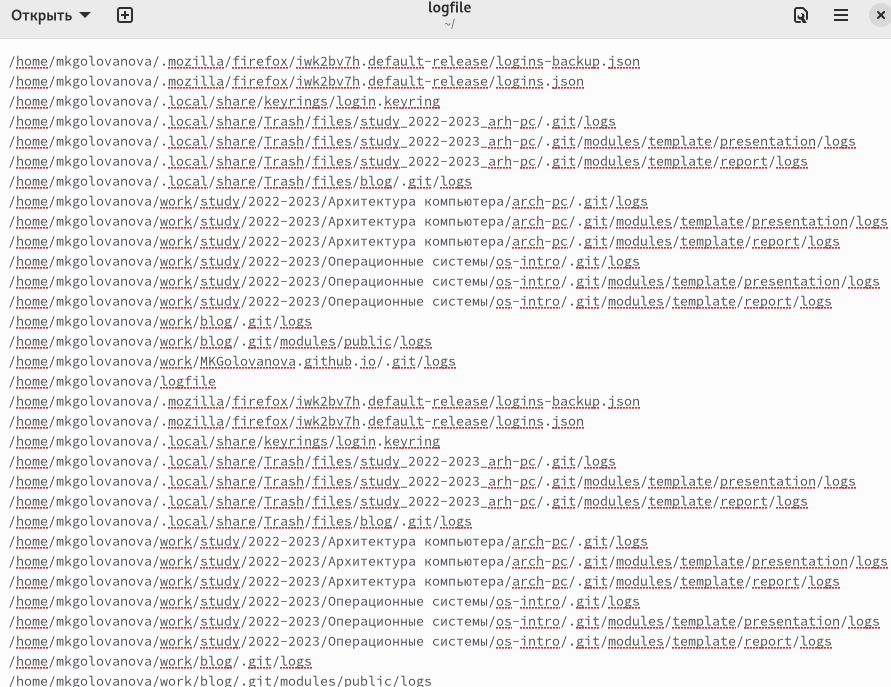 Открыть
logfile
~/
/home/mkgolovanova/.mozilla/firefox/iwk2bv7h.default-release/logins-backup.json
/home/mkgolovanova/.mozilla/firefox/iwk2bv7h.default-release/logins.json
/home/mkgolovanova/.local/share/keyrings/login.keyring
/home/mkgolovanova/.local/share/Trash/files/study_2022-2023_arh-pc/.git/logs
/home/mkgolovanova/.local/share/Trash/files/study_2022-2023_arh-pc/.git/modules/template/presentation/logs
/home/mkgolovanova/.local/share/Trash/files/study_2022-2023_arh-pc/.git/modules/template/report/logs
/home/mkgolovanova/.local/share/Trash/files/blog/.git/logs
/home/mkgolovanova/work/study/2022-2023/Архитектура компьютера/arch-pc/.git/logs
/home/mkgolovanova/work/study/2022-2023/Архитектура компьютера/arch-pc/.git/modules/template/presentation/logs
/home/mkgolovanova/work/study/2022-2023/Архитектура компьютера/arch-pc/.git/modules/template/report/logs
/home/mkgolovanova/work/study/2022-2023/Операционные системы/os-intro/.git/logs
/home/mkgolovanova/work/study/2022-2023/Операционные системы/os-intro/.git/modules/template/presentation/logs
/home/mkgolovanova/work/study/2022-2023/Операционные системы/os-intro/.git/modules/template/report/logs
/home/mkgolovanova/work/blog/.git/logs
/home/mkgolovanova/work/blog/.git/modules/public/logs
/home/mkgolovanova/work/MKGolovanova.github.io/.git/logs
/home/mkgolovanova/logfile
/home/mkgolovanova/.mozilla/firefox/iwk2bv7h.default-release/logins-backup.json
/home/mkgolovanova/.mozilla/firefox/iwk2bv7h.default-release/logins.json
/home/mkgolovanova/.local/share/keyrings/login.keyring
/home/mkgolovanova/.local/share/Trash/files/study_2022-2023_arh-pc/.git/logs
/home/mkgolovanova/.local/share/Trash/files/study_2022-2023_arh-pc/.git/modules/template/presentation/logs
/home/mkgolovanova/.local/share/Trash/files/study_2022-2023_arh-pc/.git/modules/template/report/logs
/home/mkgolovanova/.local/share/Trash/files/blog/.git/logs
/home/mkgolovanova/work/study/2022-2023/Архитектура компьютера/arch-pc/.git/logs
/home/mkgolovanova/work/study/2022-2023/Архитектура компьютера/arch-pc/.git/modules/template/presentation/logs
/home/mkgolovanova/work/study/2022-2023/Архитектура компьютера/arch-pc/.git/modules/template/report/logs
/home/mkgolovanova/work/study/2022-2023/Операционные системы/os-intro/.git/logs
/home/mkgolovanova/work/study/2022-2023/Операционные системы/os-intro/.git/modules/template/presentation/logs
/home/mkgolovanova/work/study/2022-2023/Операционные системы/os-intro/.git/modules/template/report/logs
/home/mkgolovanova/work/blog/.git/logs
/home/mkgolovanova/work/blog/.git/modules/public/logs